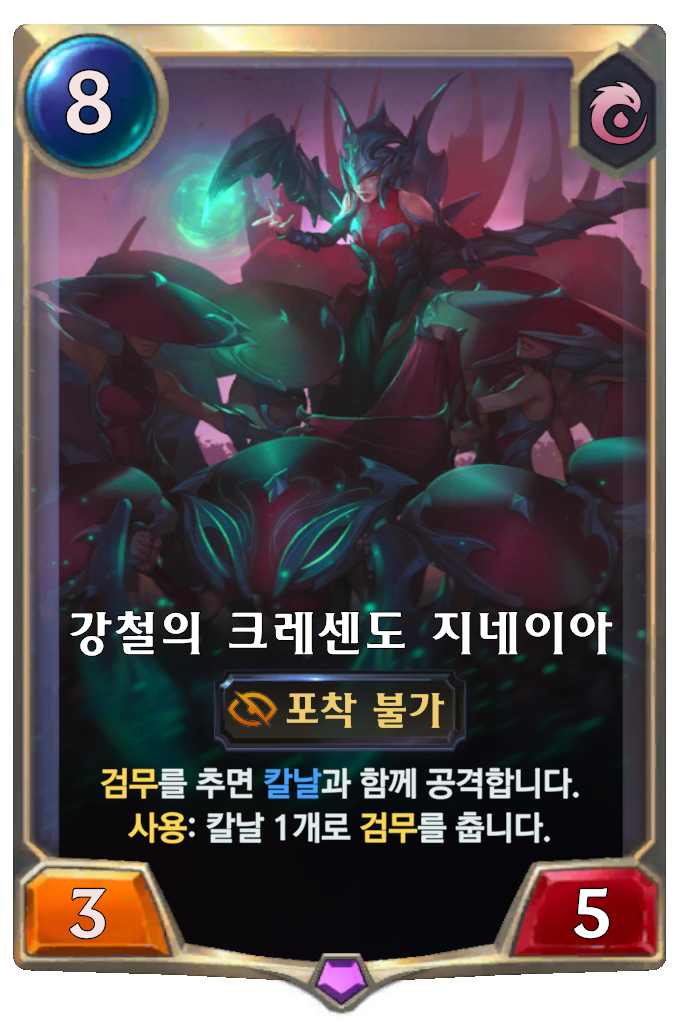 8
강철의 크레센도 지네이아
포착 불가
검무를 추면 칼날과 함께 공격합니다.
사용: 칼날 1개로 검무를 춥니다.
3
5